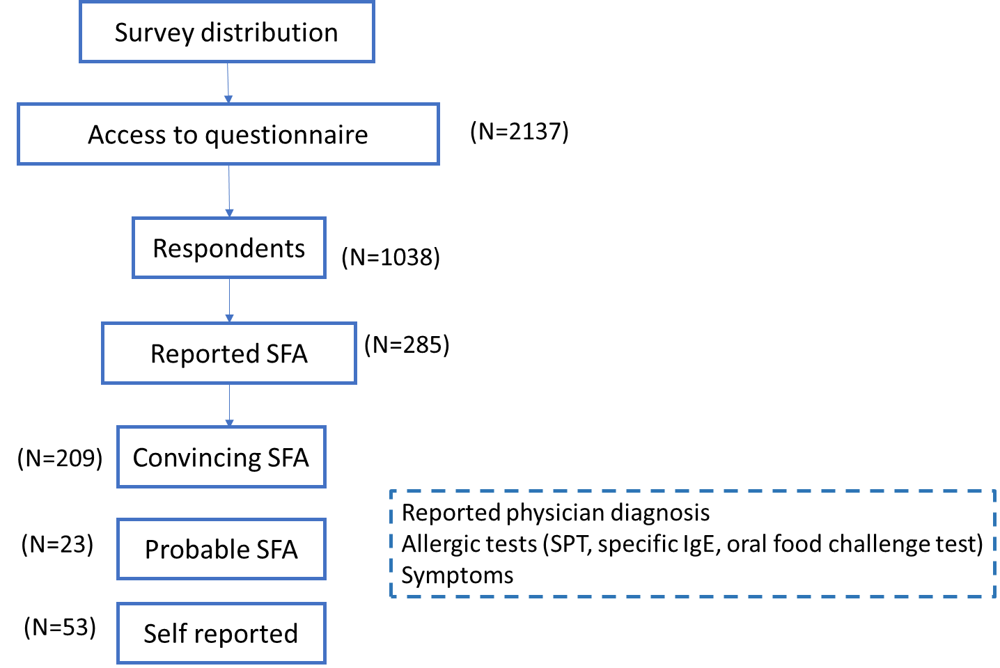 Survey distribution
Access to questionnaire
(N=2137)
Respondents
(N=1038)
Reported SFA
(N=285)
(N=209)
Convincing SFA
(N=23)
Probable SFA
(N=53)
Self reported
Reported physician diagnosis
Allergic tests (SPT, specific IgE, oral food challenge test)
Symptoms